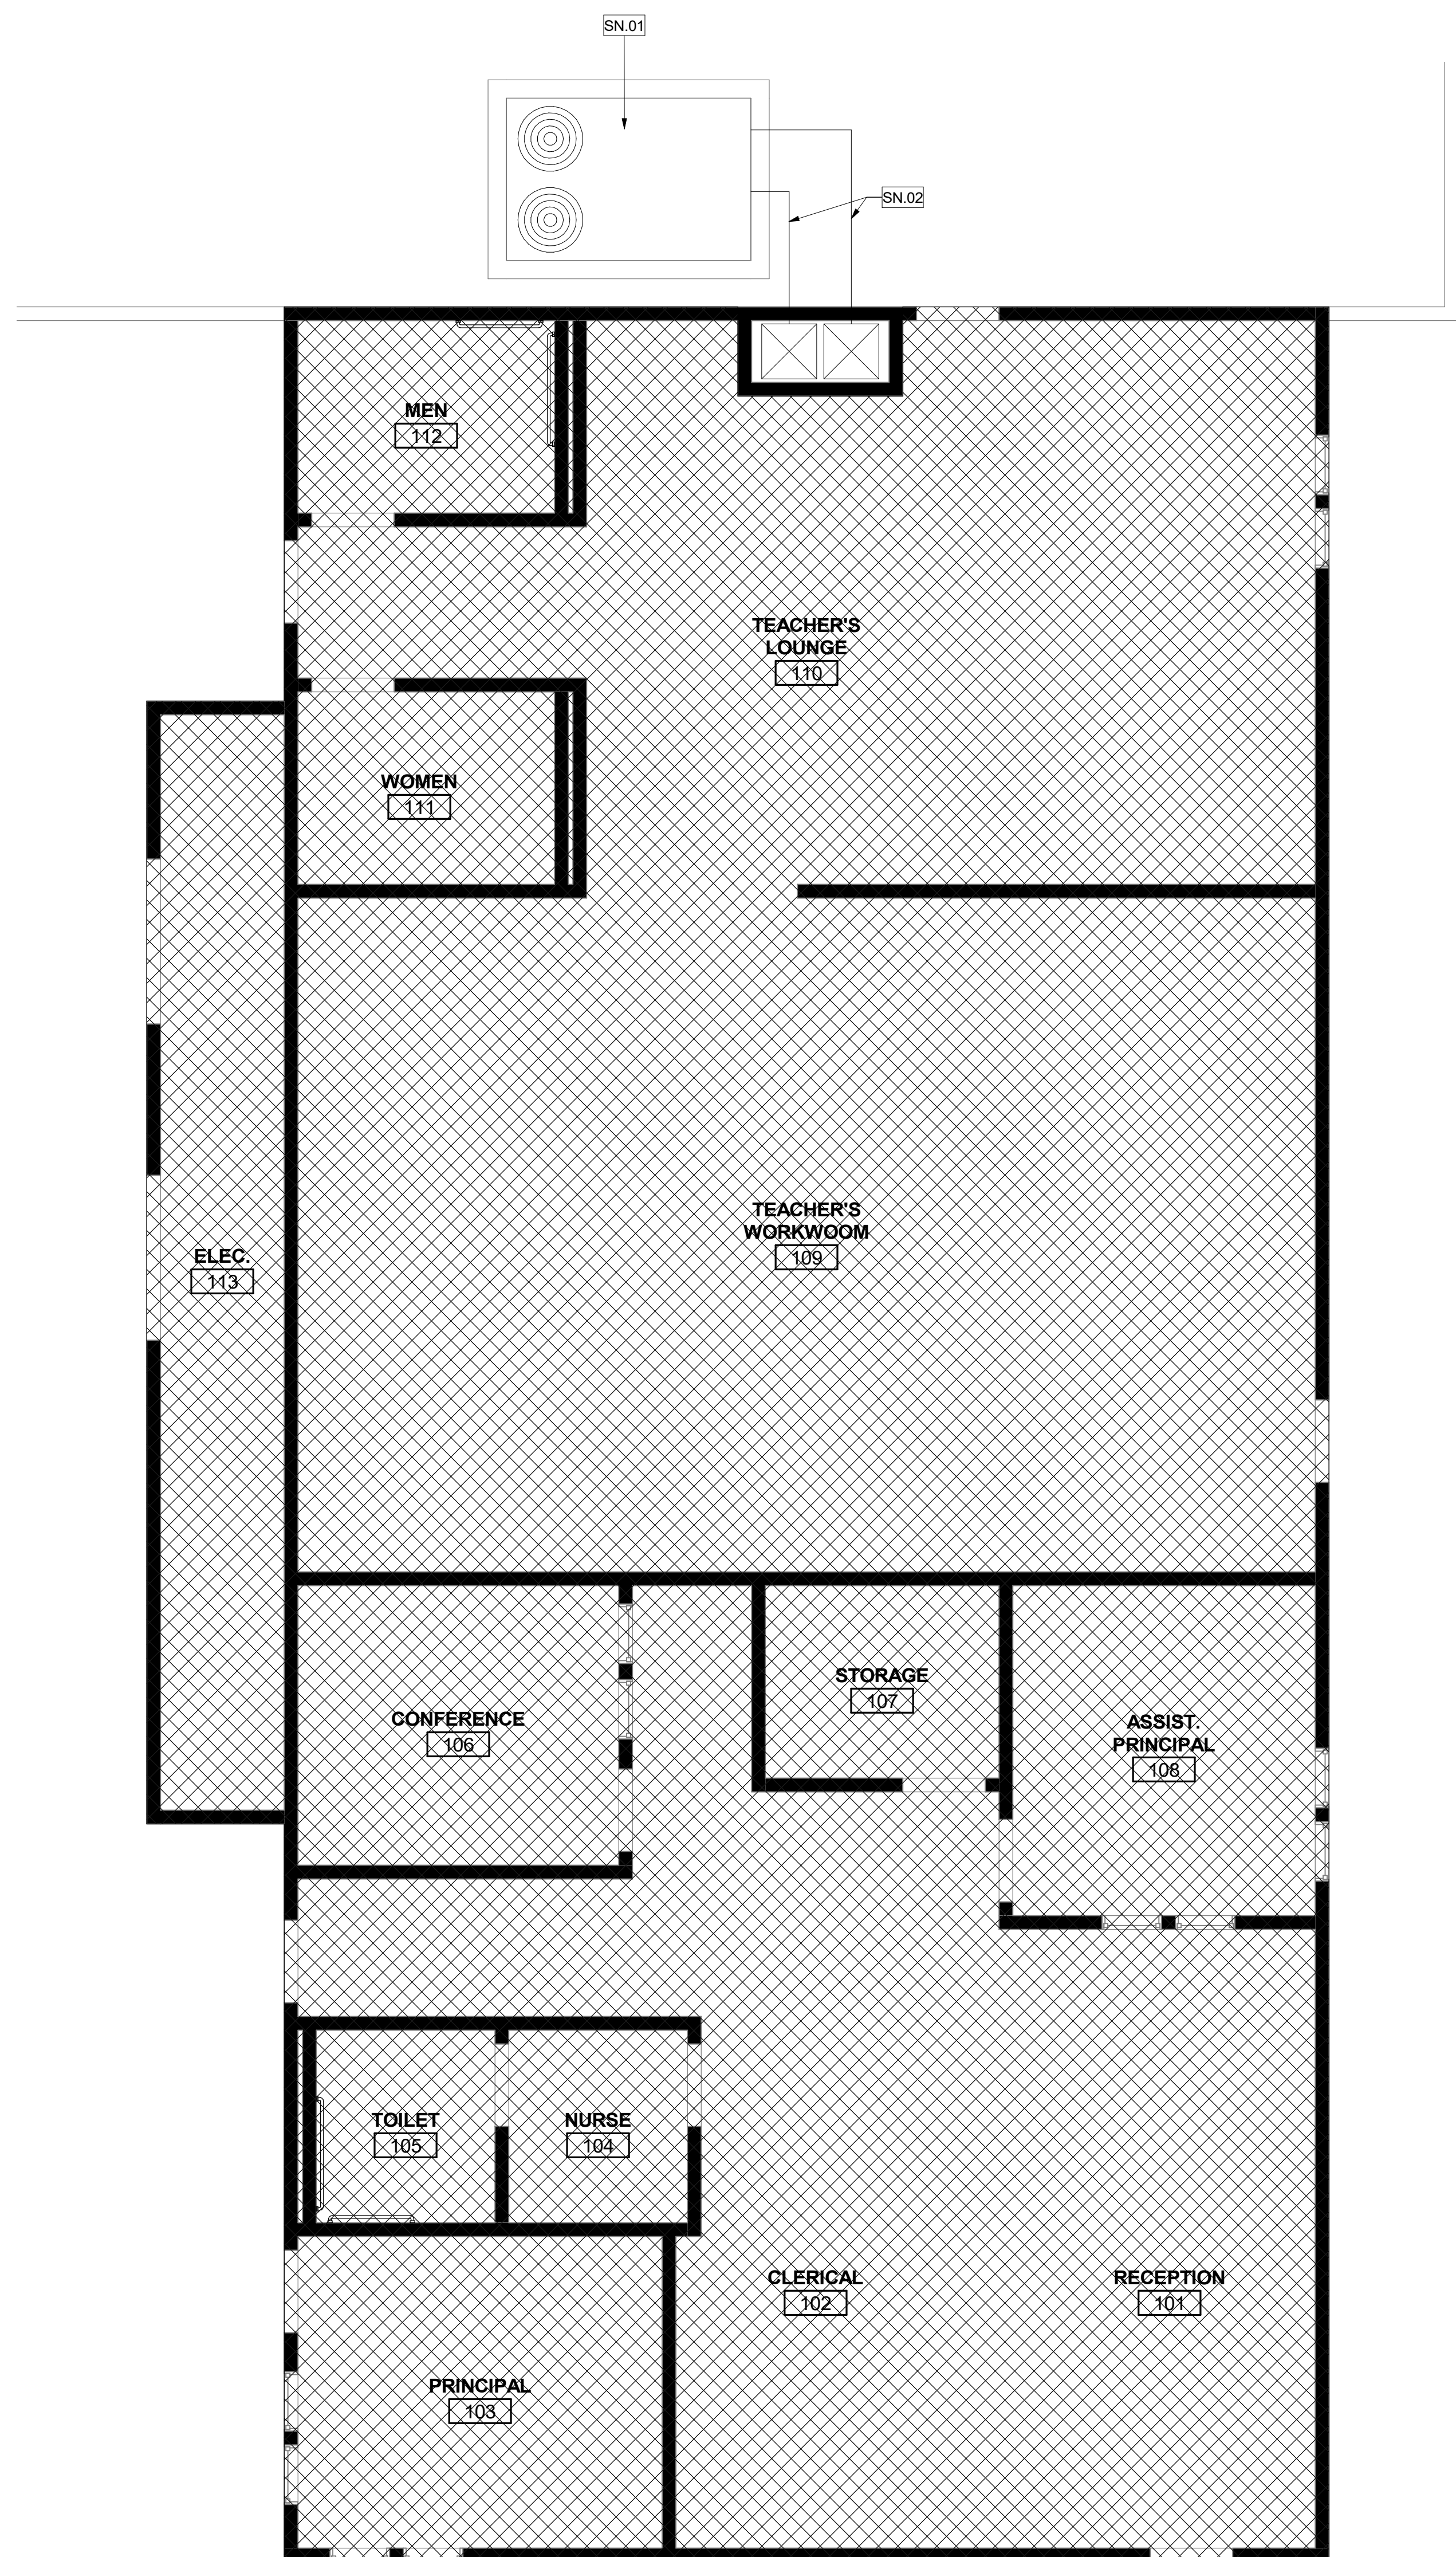 SN.01
SN.02
MEN
112
TEACHER'S
LOUNGE
110
WOMEN
111
TEACHER'S
WORKWOOM
109
ELEC.
113
STORAGE
107
CONFERENCE
106
ASSIST.
PRINCIPAL
108
TOILET
105
NURSE
104
CLERICAL
102
RECEPTION
101
PRINCIPAL
103